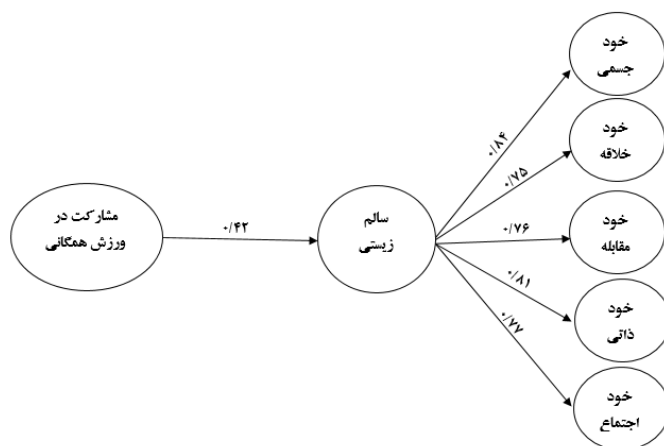 خود
جسمی
۰/۸۴
خود
خلاقه
۰/۷۵
مشارکت در
ورزش همگانی
۰/۴۲
سالم
زیستی
۰/۷۶
خود
مقابله
۰/۸۱
خود
ذاتی
۰/۷۷
خود
اجتماع